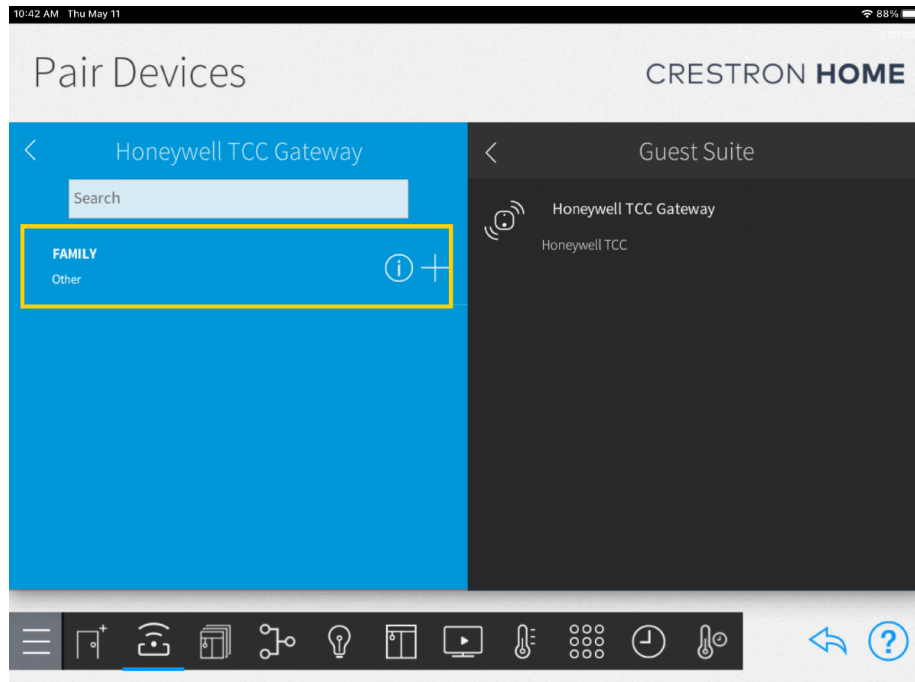 10:42 AM Thu May 11
88%
Pair Devices
CRESTRON HOME
Honeywell TCC Gateway
Search
FAMILY
Other
Guest Suite
Honeywell TCC Gateway
Honeywell TCC
?